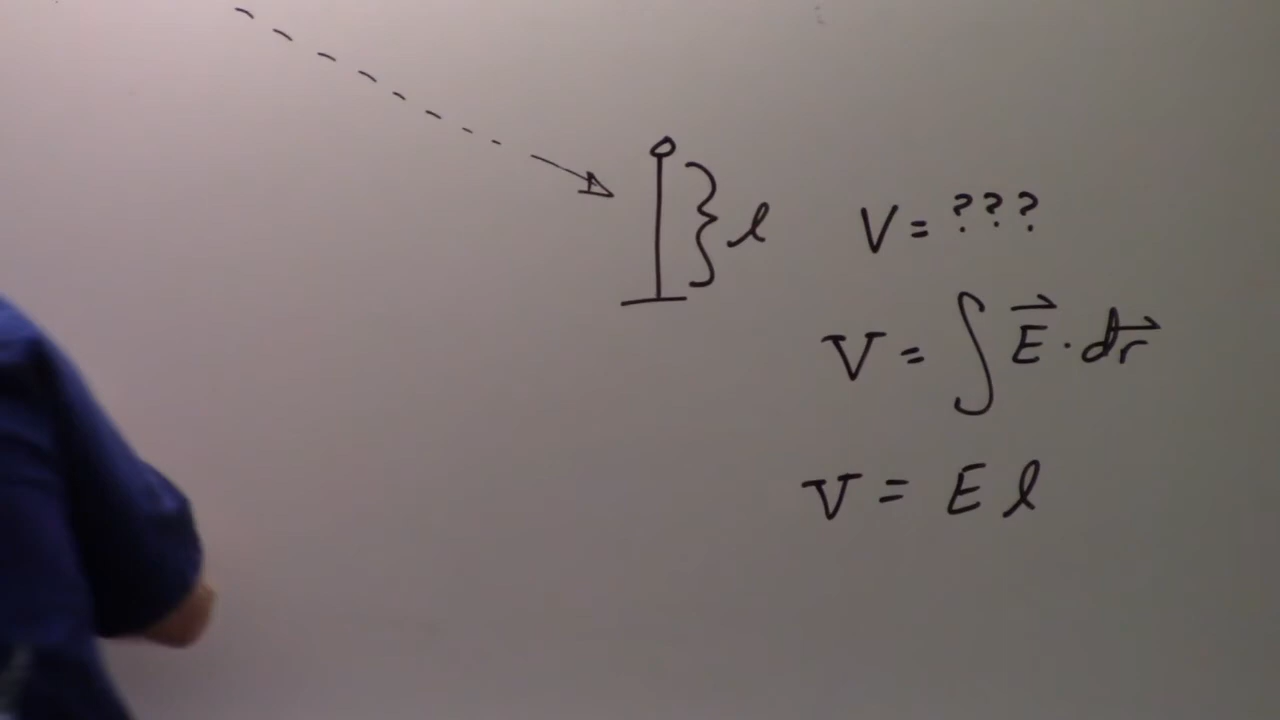 l
V = ???
V = ∫ E⃗ · dr⃗
V = E l